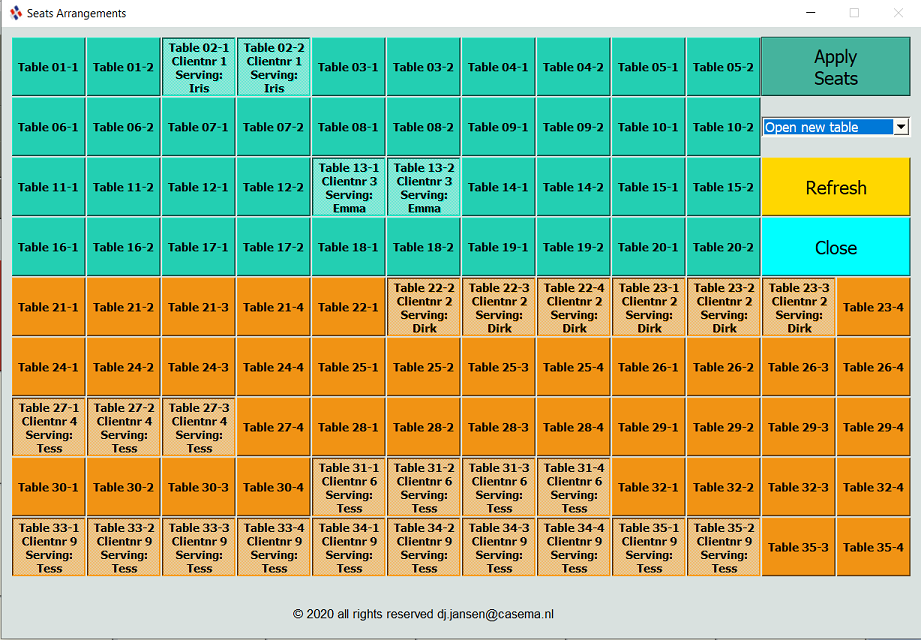 Seats Arrangements
Table 01-1 Table 01-2 Table 02-1 Clientnr 1 Serving: Iris Table 02-2 Clientnr 1 Serving: Iris Table 03-1 Table 03-2 Table 04-1 Table 04-2 Table 05-1 Table 05-2 Apply Seats
Table 06-1 Table 06-2 Table 07-1 Table 07-2 Table 08-1 Table 08-2 Table 09-1 Table 09-2 Table 10-1 Table 10-2 Open new table
Table 11-1 Table 11-2 Table 12-1 Table 12-2 Table 13-1 Clientnr 3 Serving: Emma Table 13-2 Clientnr 3 Serving: Emma Table 14-1 Table 14-2 Table 15-1 Table 15-2 Refresh
Table 16-1 Table 16-2 Table 17-1 Table 17-2 Table 18-1 Table 18-2 Table 19-1 Table 19-2 Table 20-1 Table 20-2 Close
Table 21-1 Table 21-2 Table 21-3 Table 21-4 Table 22-1 Table 22-2 Clientnr 2 Serving: Dirk Table 22-3 Clientnr 2 Serving: Dirk Table 22-4 Clientnr 2 Serving: Dirk Table 23-1 Clientnr 2 Serving: Dirk Table 23-2 Clientnr 2 Serving: Dirk Table 23-3 Clientnr 2 Serving: Dirk Table 23-4
Table 24-1 Table 24-2 Table 24-3 Table 24-4 Table 25-1 Table 25-2 Table 25-3 Table 25-4 Table 26-1 Table 26-2 Table 26-3 Table 26-4
Table 27-1 Clientnr 4 Serving: Tess Table 27-2 Clientnr 4 Serving: Tess Table 27-3 Clientnr 4 Serving: Tess Table 27-4 Table 28-1 Table 28-2 Table 28-3 Table 28-4 Table 29-1 Table 29-2 Table 29-3 Table 29-4
Table 30-1 Table 30-2 Table 30-3 Table 30-4 Table 31-1 Clientnr 6 Serving: Tess Table 31-2 Clientnr 6 Serving: Tess Table 31-3 Clientnr 6 Serving: Tess Table 31-4 Clientnr 6 Serving: Tess Table 32-1 Table 32-2 Table 32-3 Table 32-4
Table 33-1 Clientnr 9 Serving: Tess Table 33-2 Clientnr 9 Serving: Tess Table 33-3 Clientnr 9 Serving: Tess Table 33-4 Clientnr 9 Serving: Tess Table 34-1 Clientnr 9 Serving: Tess Table 34-2 Clientnr 9 Serving: Tess Table 34-3 Clientnr 9 Serving: Tess Table 34-4 Clientnr 9 Serving: Tess Table 35-1 Clientnr 9 Serving: Tess Table 35-2 Clientnr 9 Serving: Tess Table 35-3 Table 35-4
© 2020 all rights reserved dj.jansen@casema.nl